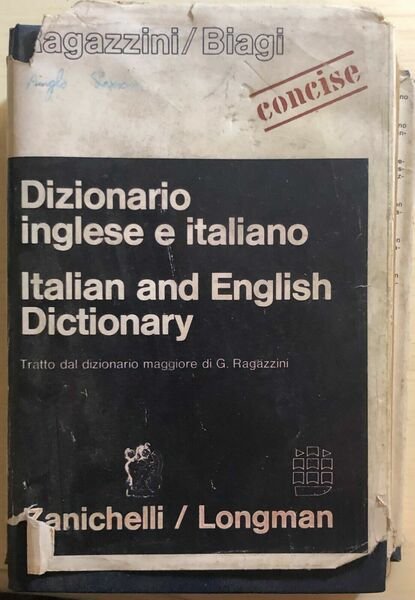 Ragazzini/Biagi
concise
Dizionario
inglese e italiano
Italian and English
Dictionary
Tratto dal dizionario maggiore di G. Ragazzini
Zanichelli / Longman